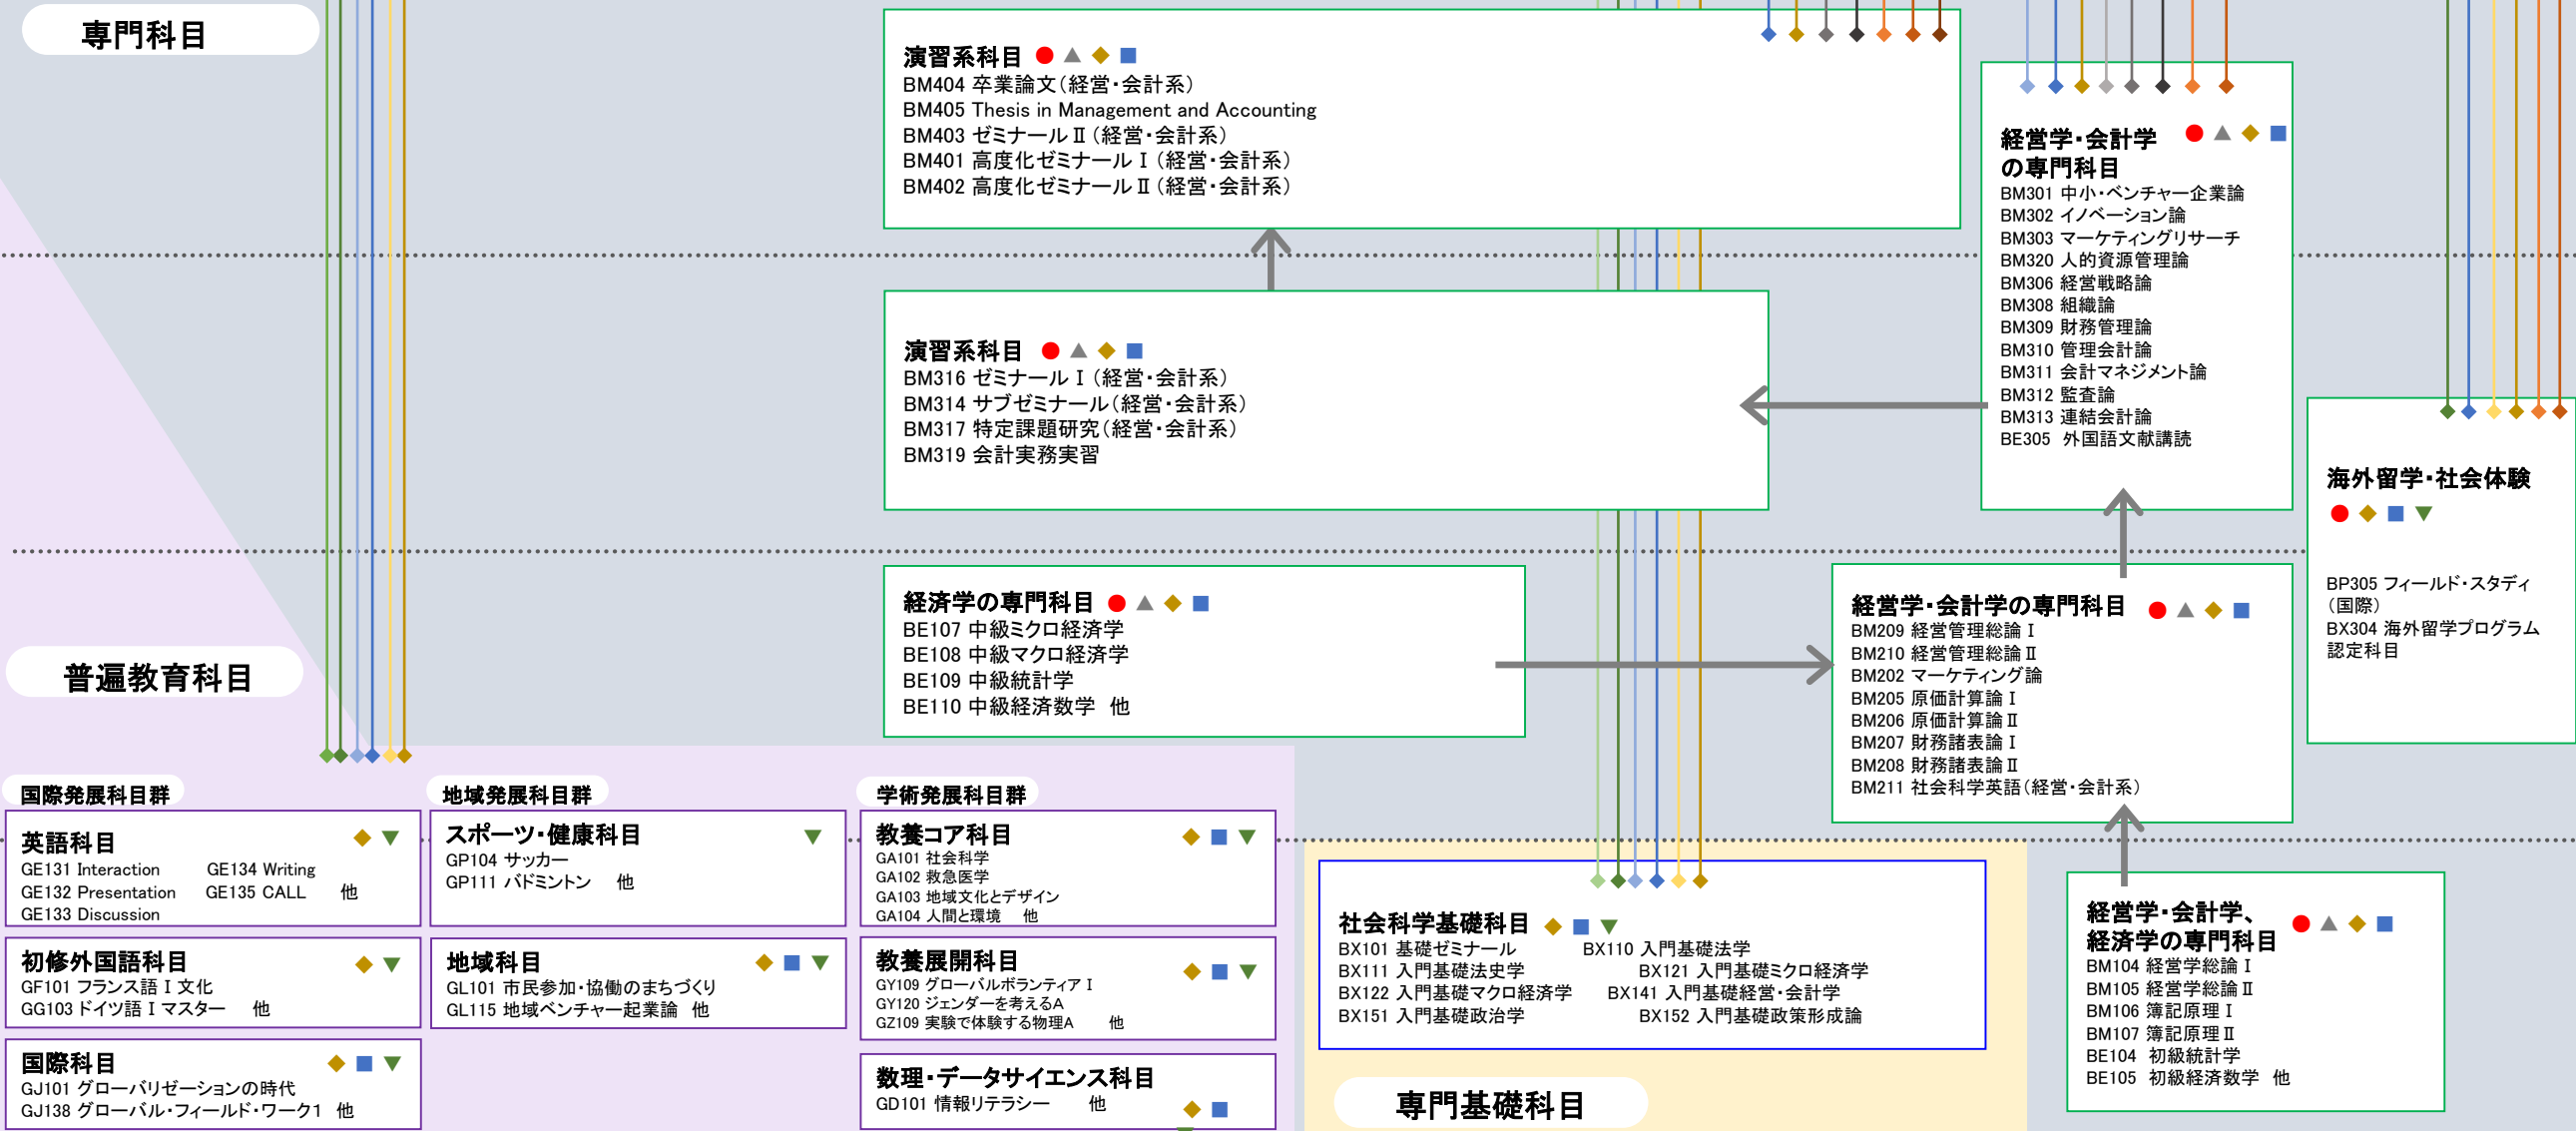 専門科目
演習系科目
BM404 卒業論文(経営・会計系)
BM405 Thesis in Management and Accounting
BM403 ゼミナールⅡ(経営・会計系)
BM401 高度化ゼミナールⅠ(経営・会計系)
BM402 高度化ゼミナールⅡ(経営・会計系)
経営学・会計学
の専門科目
BM301 中小・ベンチャー企業論
BM302 イノベーション論
BM303 マーケティングリサーチ
BM320 人的資源管理論
BM306 経営戦略論
BM308 組織論
BM309 財務管理論
BM310 管理会計論
BM311 会計マネジメント論
BM312 監査論
BM313 連結会計論
BE305 外国語文献講読
演習系科目
BM316 ゼミナールⅠ(経営・会計系)
BM314 サブゼミナール(経営・会計系)
BM317 特定課題研究(経営・会計系)
BM319 会計実務実習
海外留学・社会体験
BP305 フィールド・スタディ
(国際)
BX304 海外留学プログラム
認定科目
経済学の専門科目
BE107 中級ミクロ経済学
BE108 中級マクロ経済学
BE109 中級統計学
BE110 中級経済数学 他
経営学・会計学の専門科目
BM209 経営管理総論Ⅰ
BM210 経営管理総論Ⅱ
BM202 マーケティング論
BM205 原価計算論Ⅰ
BM206 原価計算論Ⅱ
BM207 財務諸表論Ⅰ
BM208 財務諸表論Ⅱ
BM211 社会科学英語(経営・会計系)
普遍教育科目
国際発展科目群
英語科目
GE131 Interaction GE134 Writing
GE132 Presentation GE135 CALL 他
GE133 Discussion
初修外国語科目
GF101 フランス語Ⅰ文化
GG103 ドイツ語Ⅰマスター 他
国際科目
GJ101 グローバリゼーションの時代
GJ138 グローバル・フィールド・ワーク1 他
地域発展科目群
スポーツ・健康科目
GP104 サッカー
GP111 バドミントン 他
地域科目
GL101 市民参加・協働のまちづくり
GL115 地域ベンチャー起業論 他
学術発展科目群
教養コア科目
GA101 社会科学
GA102 救急医学
GA103 地域文化とデザイン
GA104 人間と環境 他
教養展開科目
GY109 グローバルボランティアⅠ
GY120 ジェンダーを考えるA
GZ109 実験で体験する物理A 他
数理・データサイエンス科目
GD101 情報リテラシー 他
社会科学基礎科目
BX101 基礎ゼミナール BX110 入門基礎法学
BX111 入門基礎法史学 BX121 入門基礎ミクロ経済学
BX122 入門基礎マクロ経済学 BX141 入門基礎経営・会計学
BX151 入門基礎政治学 BX152 入門基礎政策形成論
専門基礎科目
経営学・会計学、
経済学の専門科目
BM104 経営学総論Ⅰ
BM105 経営学総論Ⅱ
BM106 簿記原理Ⅰ
BM107 簿記原理Ⅱ
BE104 初級統計学
BE105 初級経済数学 他